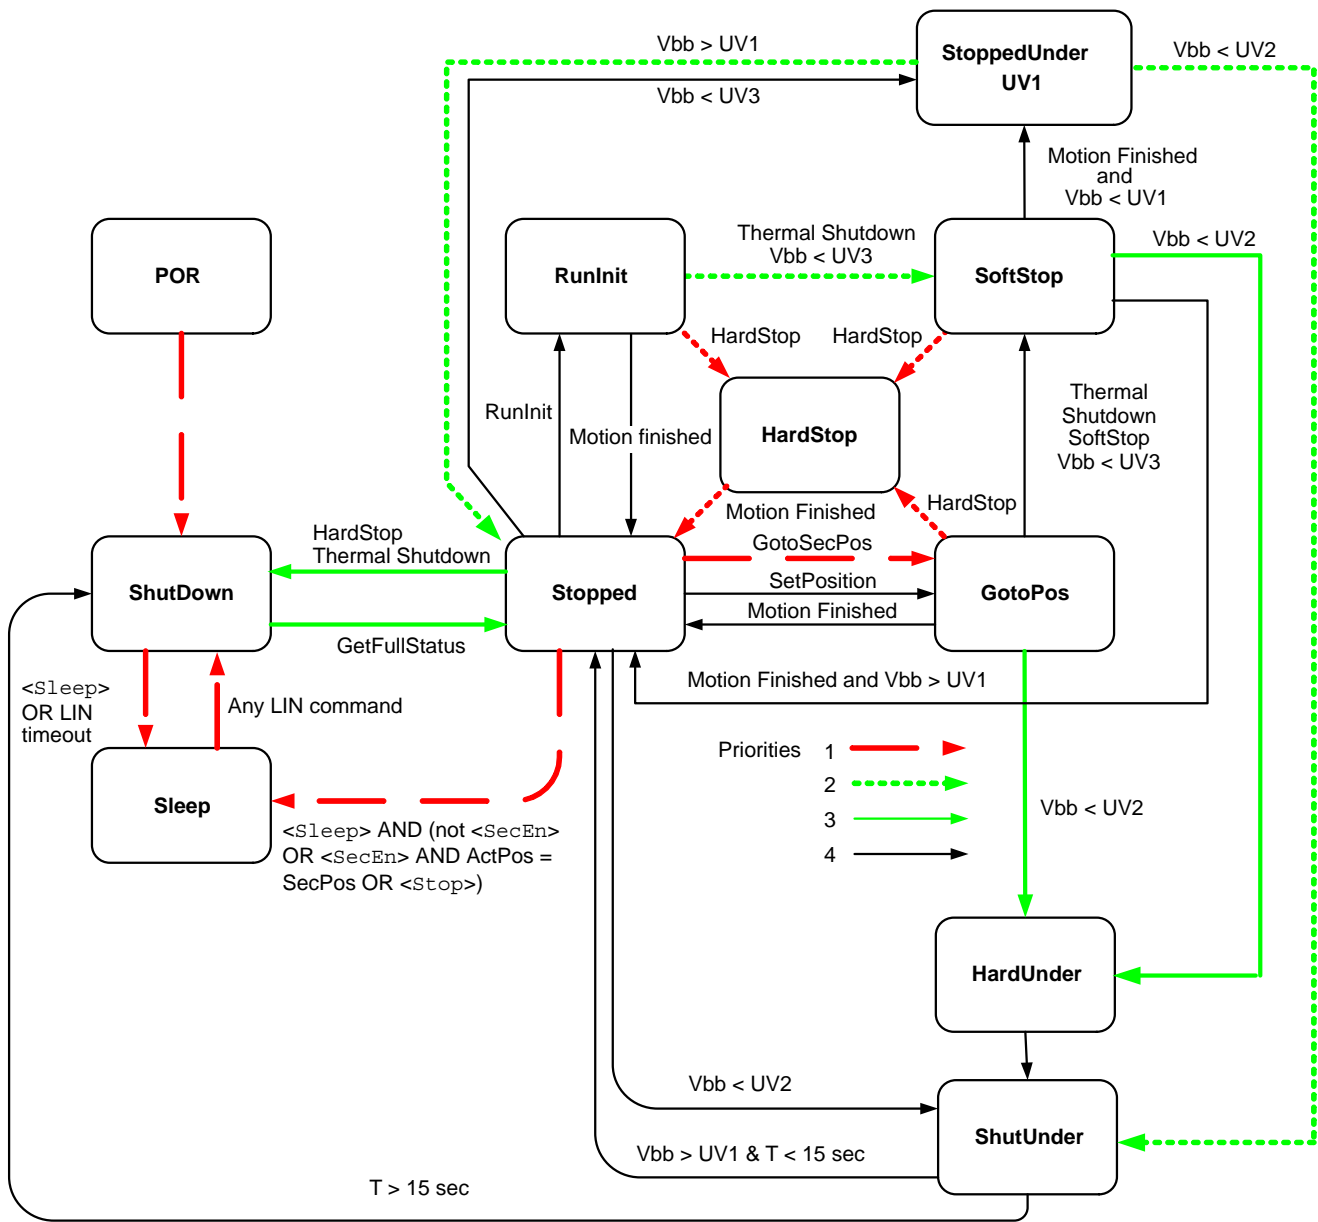 Vbb > UV1
StoppedUnder
UV1
Vbb < UV2
Vbb < UV3
Motion Finished
and
Vbb < UV1
POR
RunInit
Thermal Shutdown
Vbb < UV3
SoftStop
Vbb < UV2
HardStop
HardStop
RunInit
Motion finished
HardStop
Thermal
Shutdown
SoftStop
Vbb < UV3
HardStop
Motion Finished
HardStop
Thermal Shutdown
GotoSecPos
ShutDown
Stopped
SetPosition
GotoPos
Motion Finished
GetFullStatus
<Sleep>
OR LIN
timeout
Any LIN command
Motion Finished and Vbb > UV1
Priorities 1
2
3
4
Sleep
Vbb < UV2
<Sleep> AND (not <SecEn>
OR <SecEn> AND ActPos =
SecPos OR <Stop>)
HardUnder
Vbb < UV2
ShutUnder
Vbb > UV1 & T < 15 sec
T > 15 sec